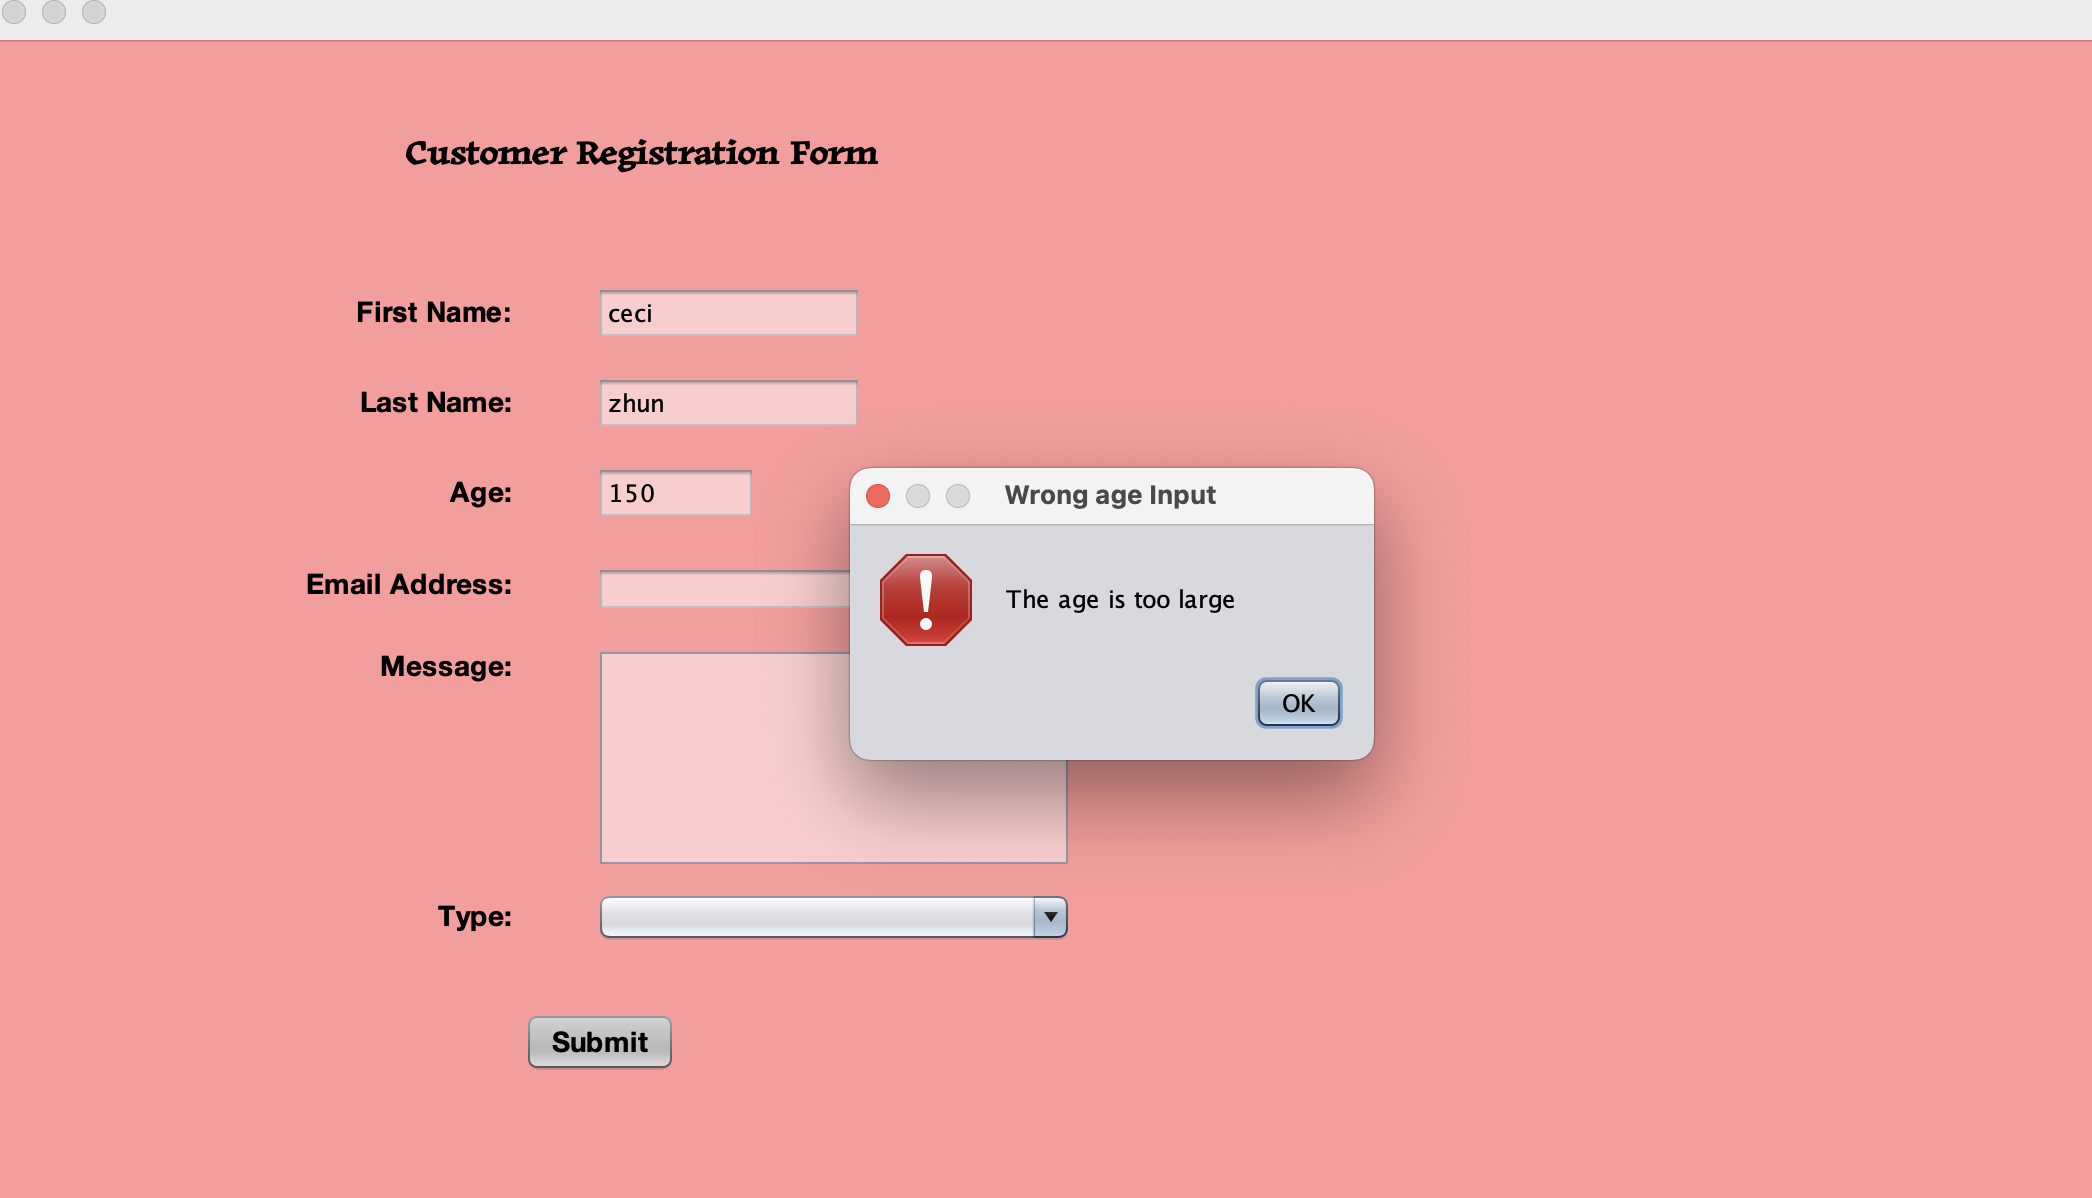 Customer Registration Form
First Name:
ceci
Last Name:
zhun
Age:
150
Wrong age Input
The age is too large
OK
Email Address:
Message:
Type:
Submit